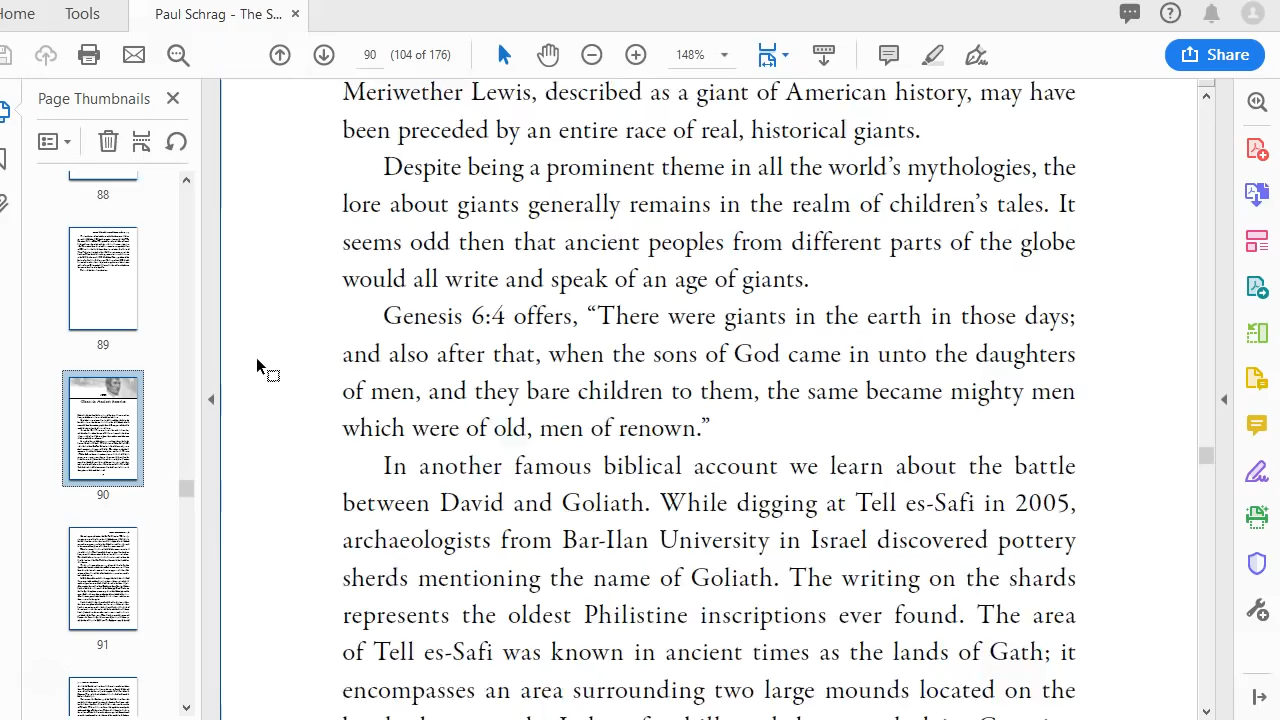 Home
Tools
Paul Schrag - The S...
90
(104 of 176)
148%
Share
Page Thumbnails
88
89
90
91
Meriwether Lewis, described as a giant of American history, may have
been preceded by an entire race of real, historical giants.
Despite being a prominent theme in all the world’s mythologies, the
lore about giants generally remains in the realm of children’s tales. It
seems odd then that ancient peoples from different parts of the globe
would all write and speak of an age of giants.
Genesis 6:4 offers, “There were giants in the earth in those days;
and also after that, when the sons of God came in unto the daughters
of men, and they bare children to them, the same became mighty men
which were of old, men of renown.”
In another famous biblical account we learn about the battle
between David and Goliath. While digging at Tell es-Safi in 2005,
archaeologists from Bar-Ilan University in Israel discovered pottery
sherds mentioning the name of Goliath. The writing on the shards
represents the oldest Philistine inscriptions ever found. The area
of Tell es-Safi was known in ancient times as the lands of Gath; it
encompasses an area surrounding two large mounds located on the